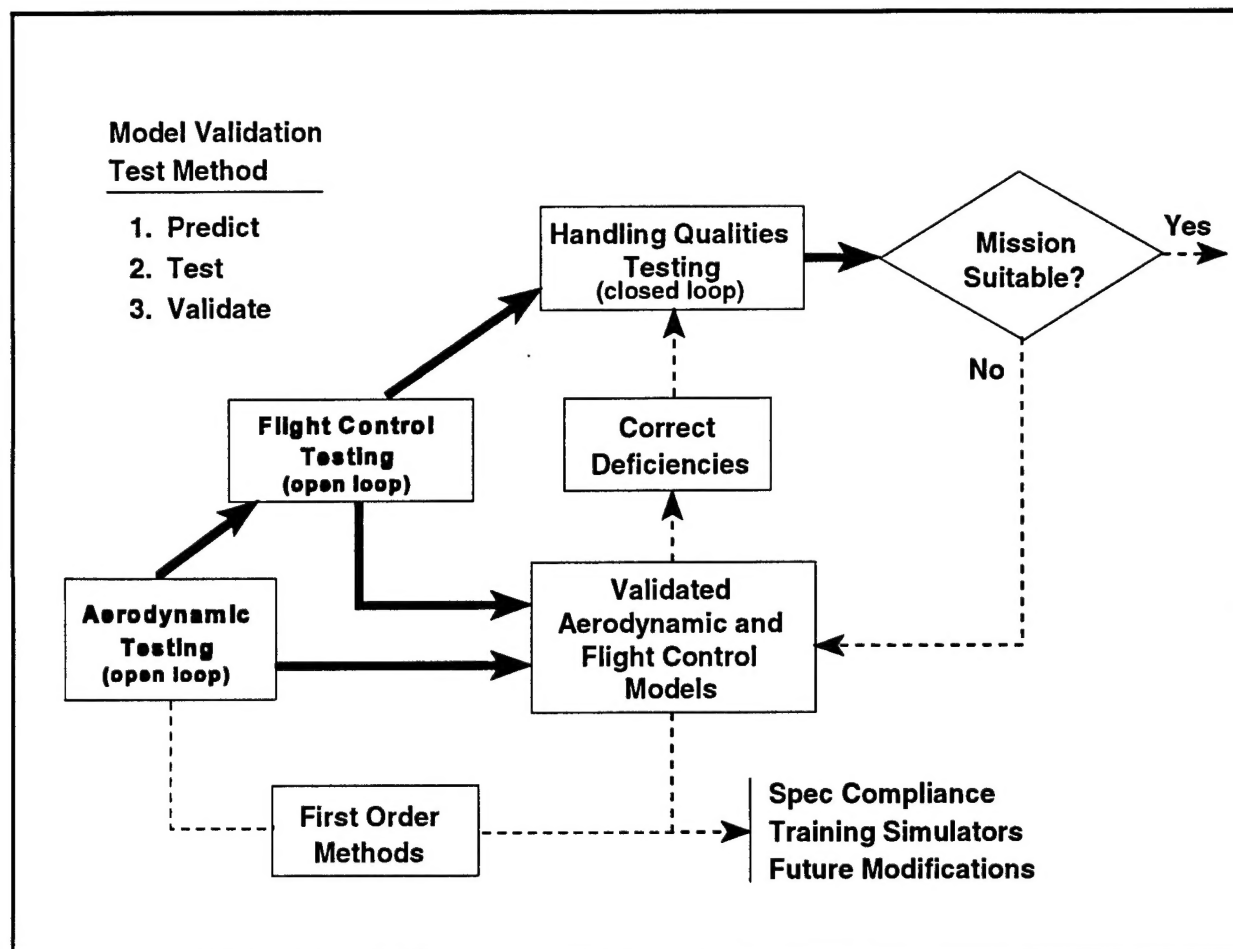 Model Validation
Test Method
1. Predict
2. Test
3. Validate
Handling Qualities
Testing
(closed loop)
Mission
Suitable?
Yes
No
Flight Control
Testing
(open loop)
Correct
Deficiencies
Aerodynamic
Testing
(open loop)
Validated
Aerodynamic and
Flight Control
Models
First Order
Methods
Spec Compliance
Training Simulators
Future Modifications